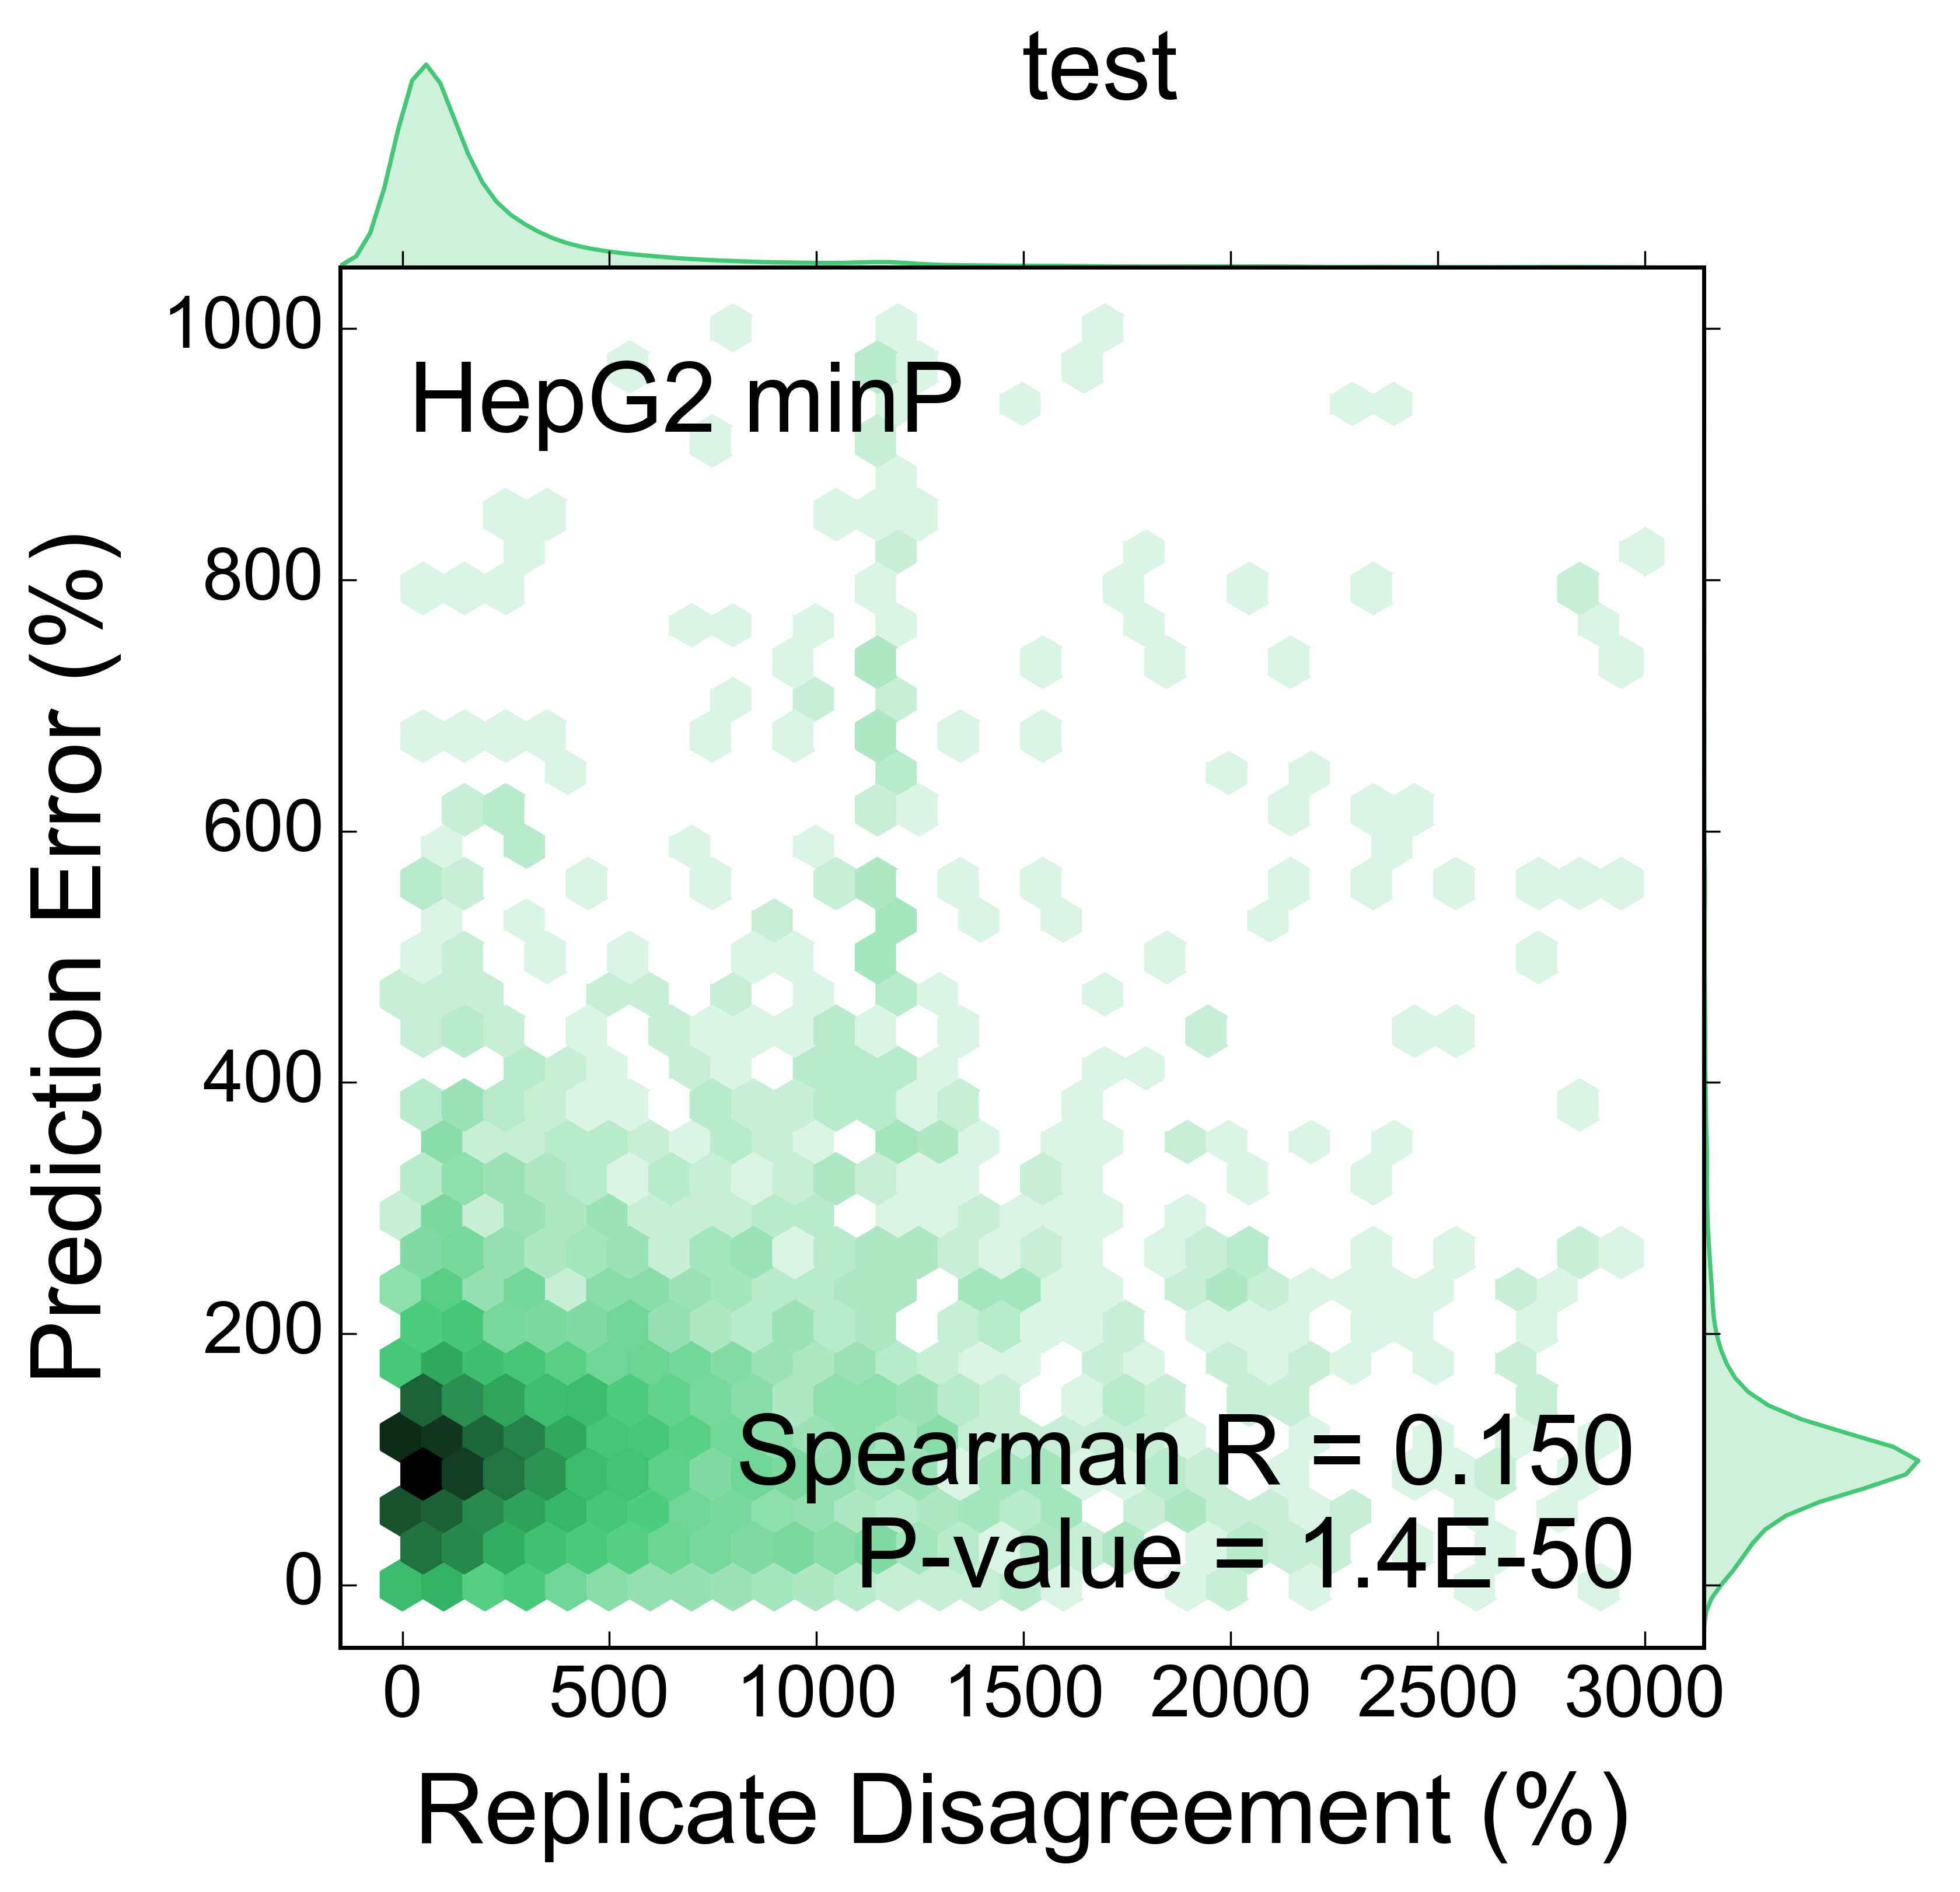 test
HepG2 minP
1000
800
600
400
200
0
Prediction Error (%)
Spearman R = 0.150
P-value = 1.4E-50
0 500 1000 1500 2000 2500 3000
Replicate Disagreement (%)